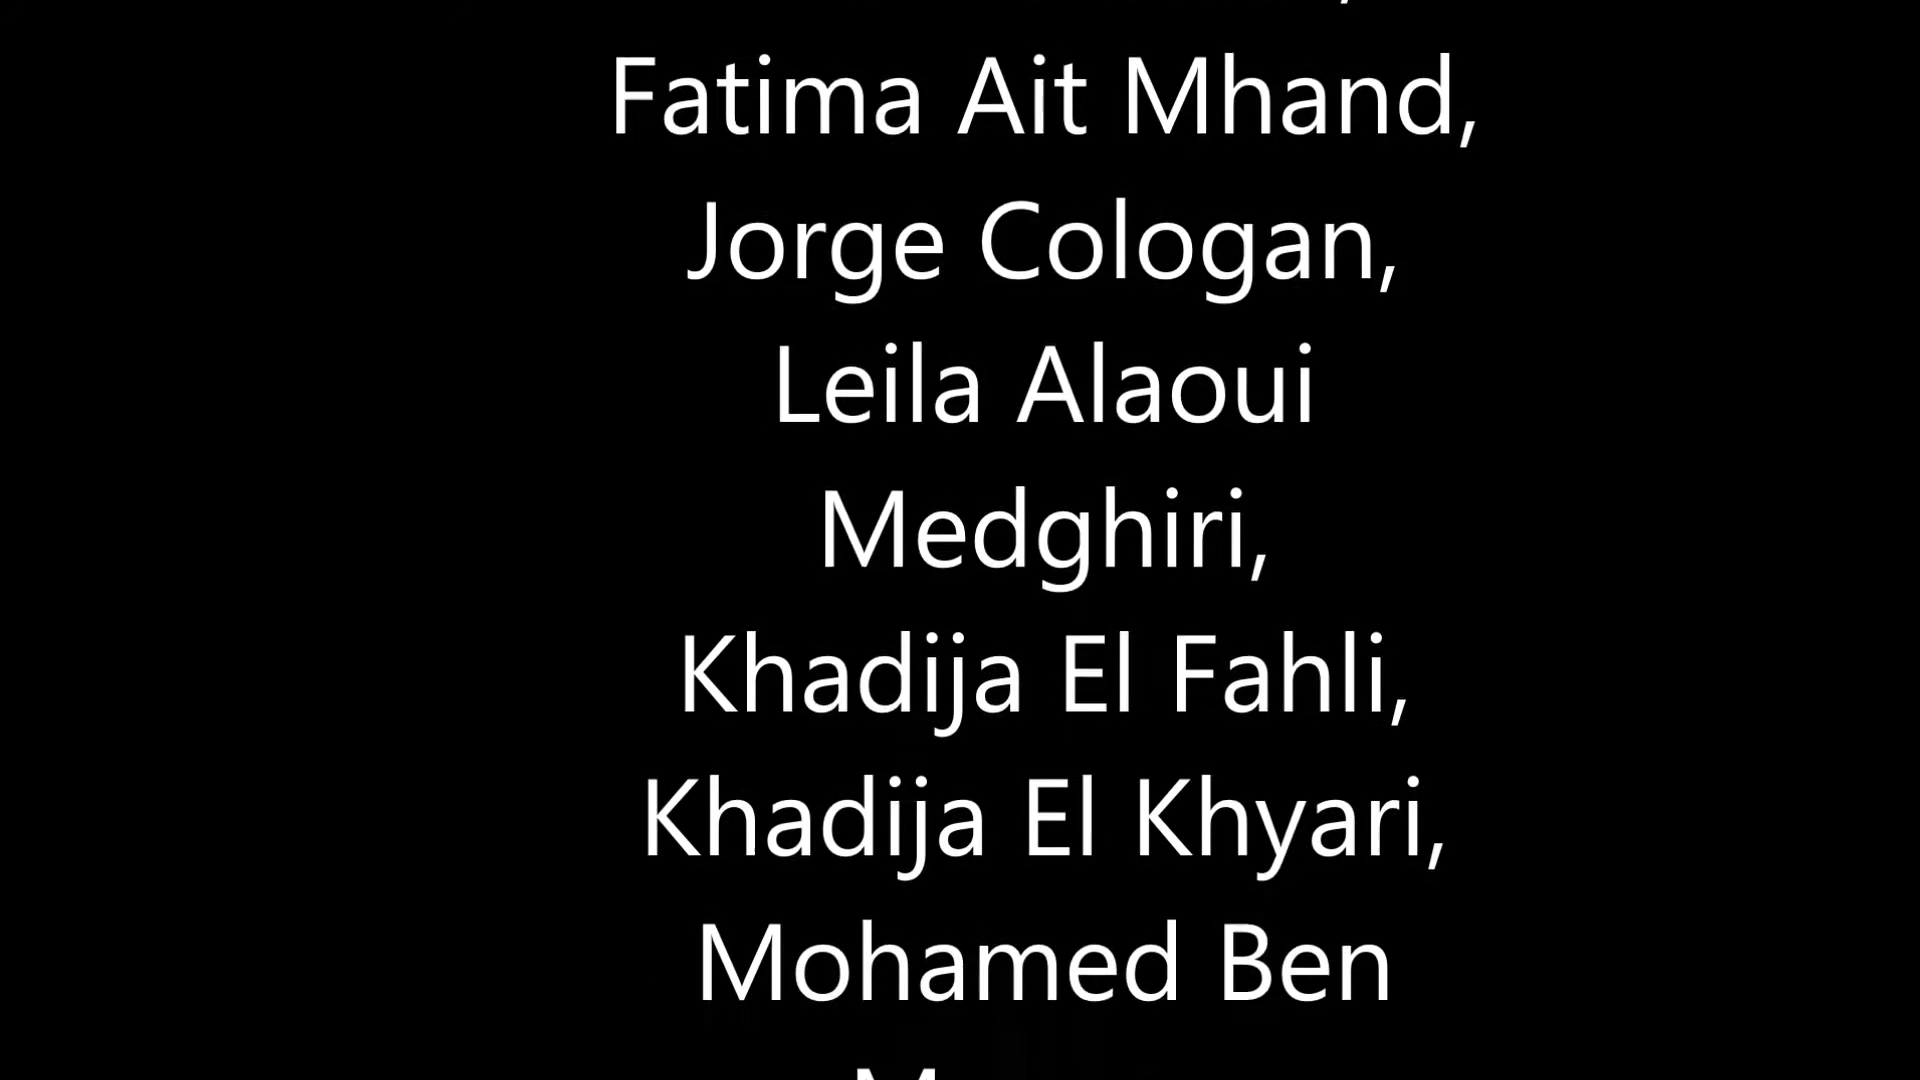 Fatima Ait Mhand,
Jorge Cologan,
Leila Alaoui
Medghiri,
Khadija El Fahli,
Khadija El Khyari,
Mohamed Ben